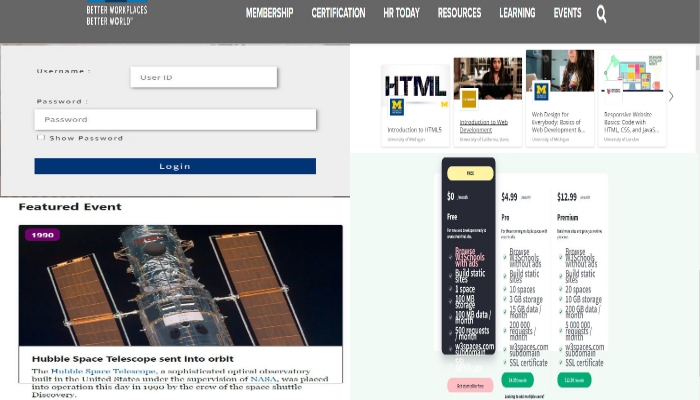 BETTER WORKPLACES
BETTER WORLD
MEMBERSHIP CERTIFICATION HR TODAY RESOURCES LEARNING EVENTS
Username :
User ID
Password :
Password
Show Password
Login
Featured Event
1990
Hubble Space Telescope sent into orbit
The Hubble Space Telescope, a sophisticated optical observatory
built in the United States under the supervision of NASA, was placed
into operation this day in 1990 by the crew of the space shuttle
Discovery.
HTML
Introduction to HTML5
University of Michigan
Introduction to Web
Development
University of California, Davis
Web Design for
Everybody: Basics of
Web Development &...
University of Michigan
Responsive Website
Basics: Code with
HTML, CSS, and JavaS...
University of London
FREE
$0 /month
Free
Browse
W3Schools
with ads
Build static
sites
1 space
100 MB
storage
100 MB data /
month
500 requests
/ month
w3spaces.com
subdomain
SSL certificate
Get started for free
$4.99 /month
Pro
Browse
W3Schools
without ads
Build static
sites
10 spaces
3 GB storage
15 GB data /
month
200 000
requests /
month
w3spaces.com
subdomain
SSL certificate
$12.99 /month
Premium
Browse
W3Schools
without ads
Build static
sites
20 spaces
10 GB storage
200 GB data /
month
5 000 000,
requests /
month
w3spaces.com
subdomain
SSL certificate